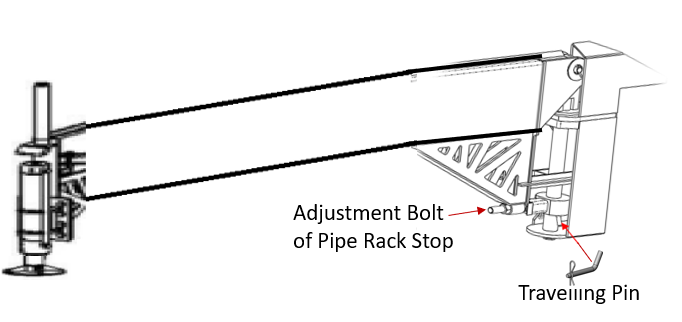 Adjustment Bolt
of Pipe Rack Stop
Travelling Pin